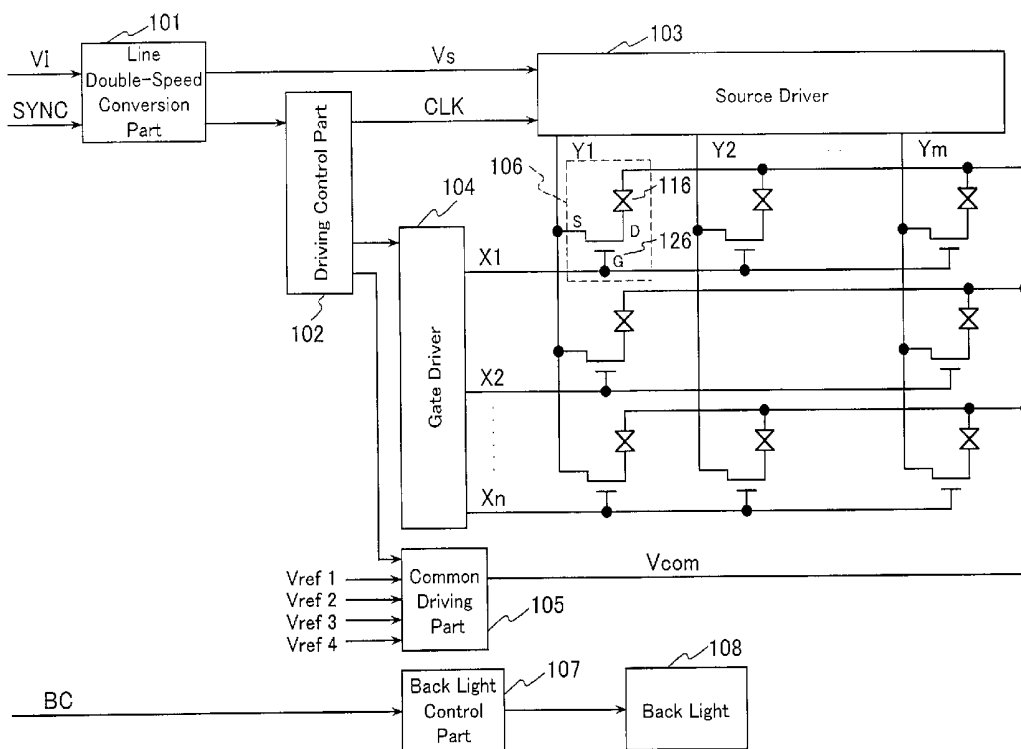 101
103
VI
SYNC
Line
Double-Speed
Conversion
Part
Vs
CLK
Source Driver
Driving Control Part
102
Y1
Y2
Ym
106
116
S
D
G
126
104
Gate Driver
X1
X2
Xn
Vcom
Vref 1
Vref 2
Vref 3
Vref 4
Common
Driving
Part
105
BC
Back Light
Control
Part
107
108
Back Light